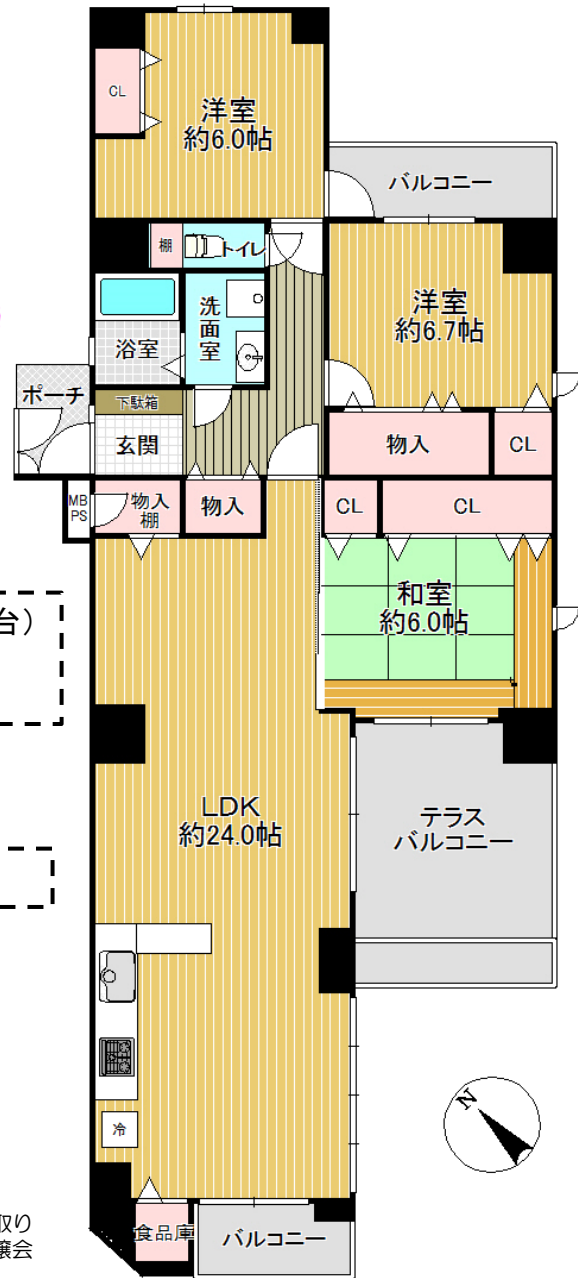 CL
洋室
約6.0帖
バルコニー
棚
トイレ
洗面室
洋室
約6.7帖
浴室
ポーチ
下駄箱
玄関
物入
CL
MB
PS
物入
棚
物入
CL
CL
和室
約6.0帖
台）
LDK
約24.0帖
テラス
バルコニー
冷
N
食品庫
バルコニー
取り
譲会